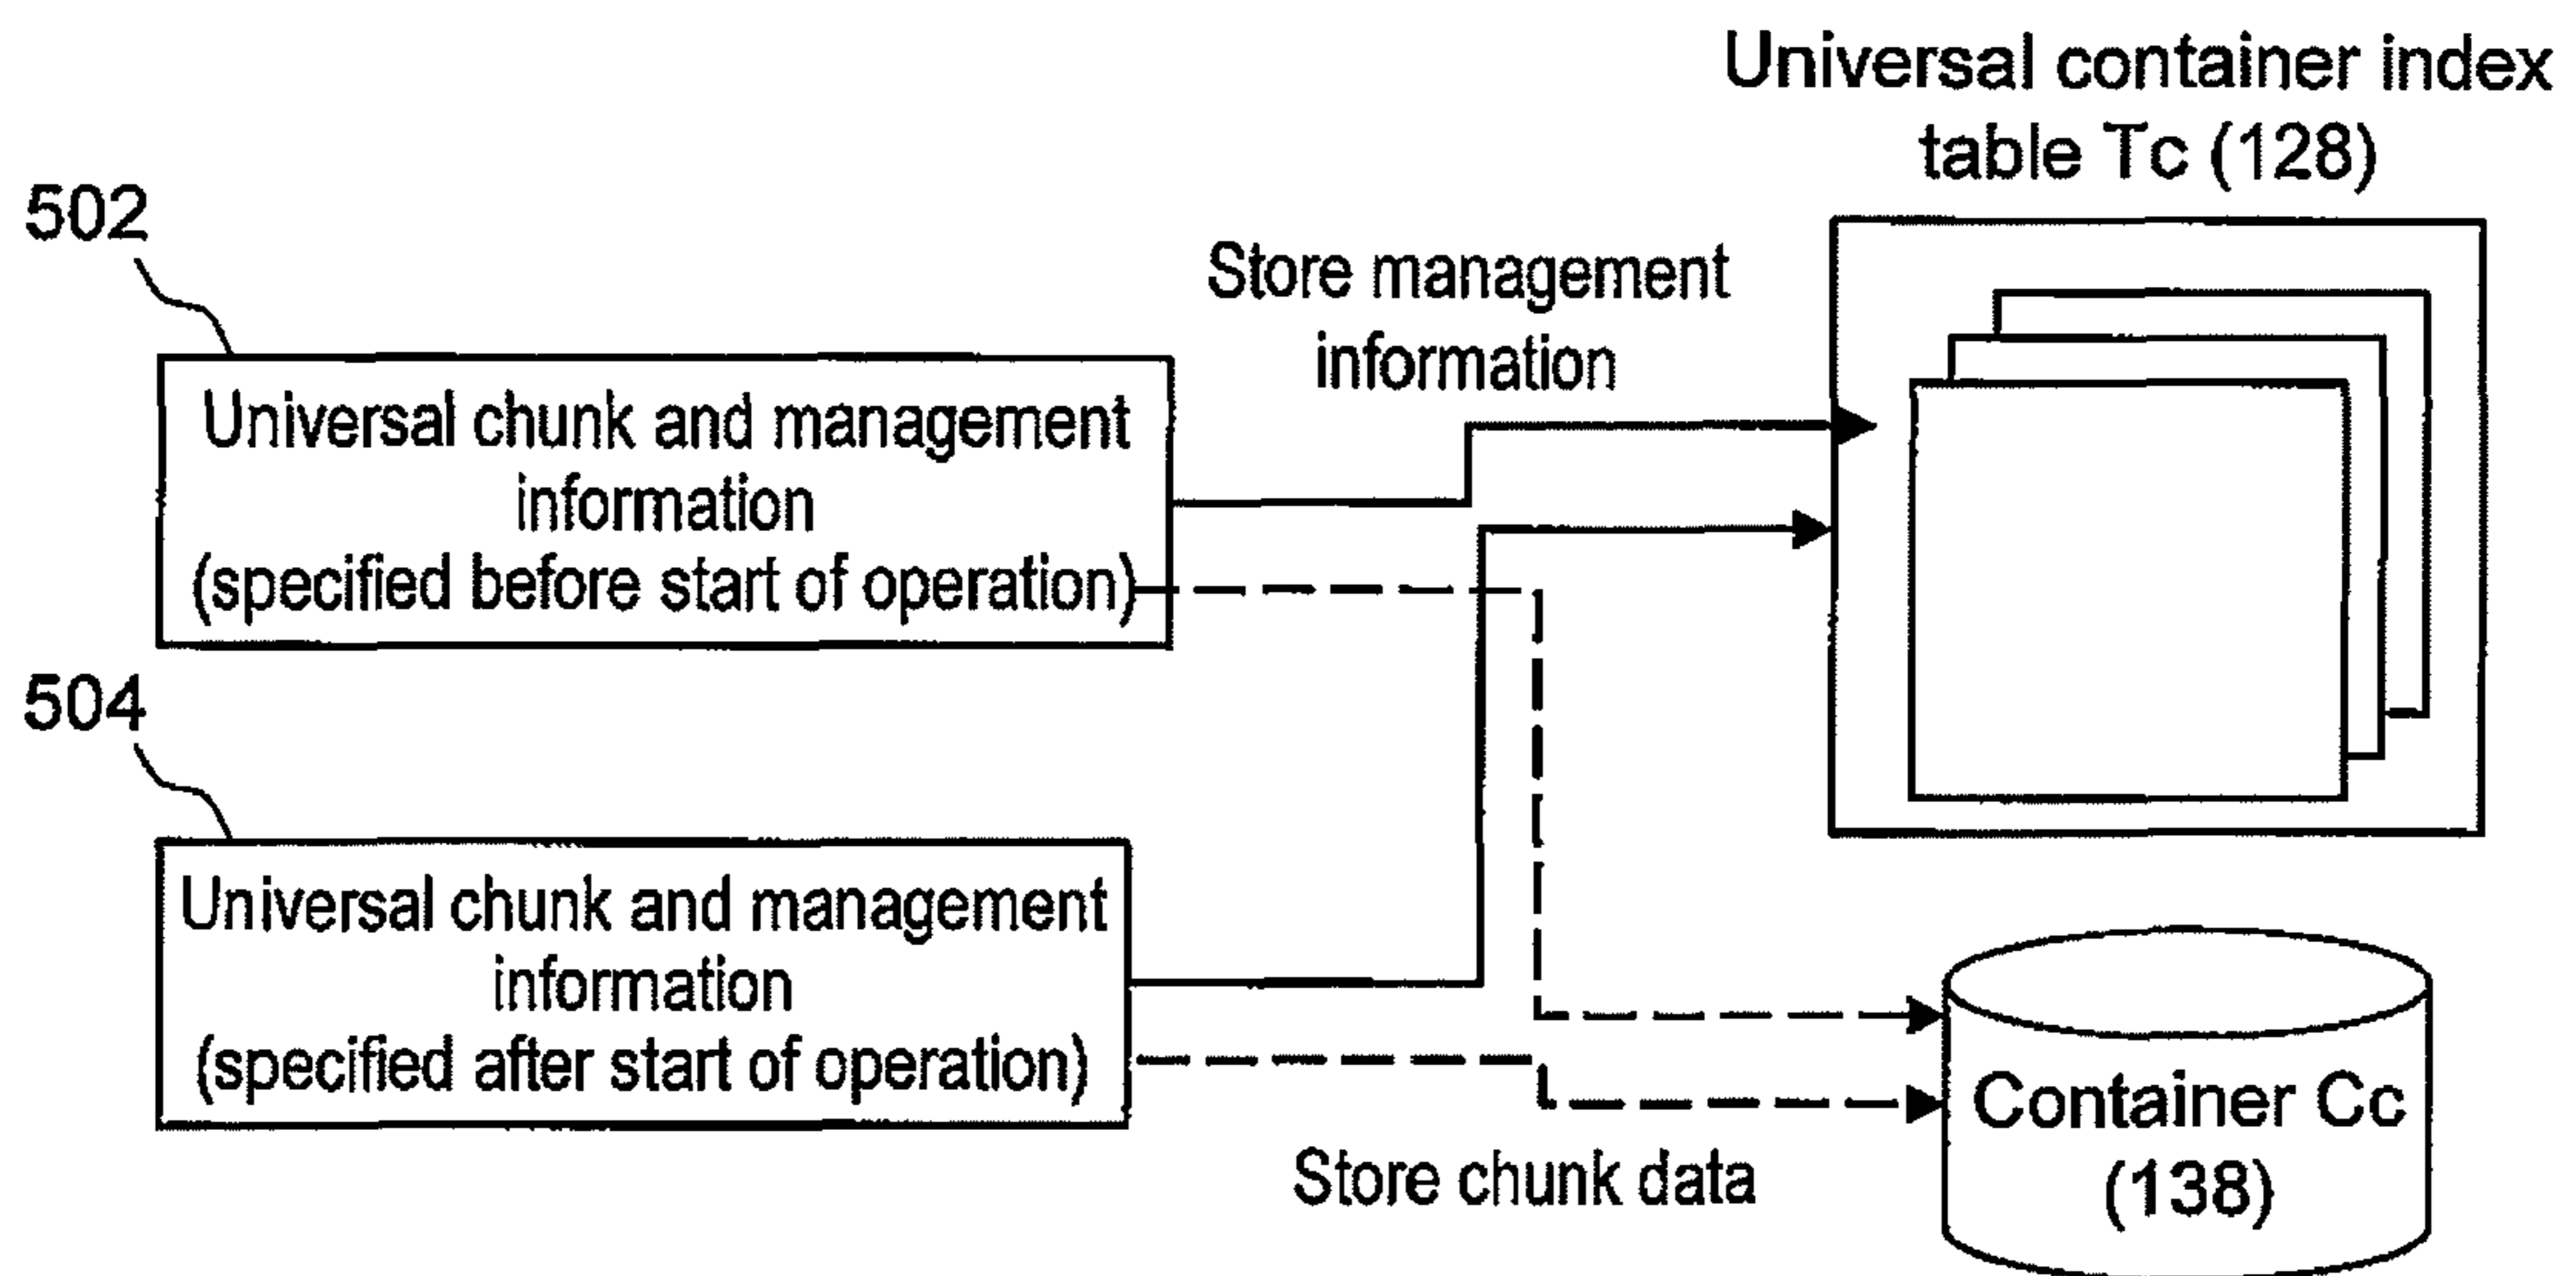 Universal container index
table Tc (128)
502
Store management
information
Universal chunk and management
information
(specified before start of operation)
504
Universal chunk and management
information
(specified after start of operation)
Store chunk data
Container Cc
(138)